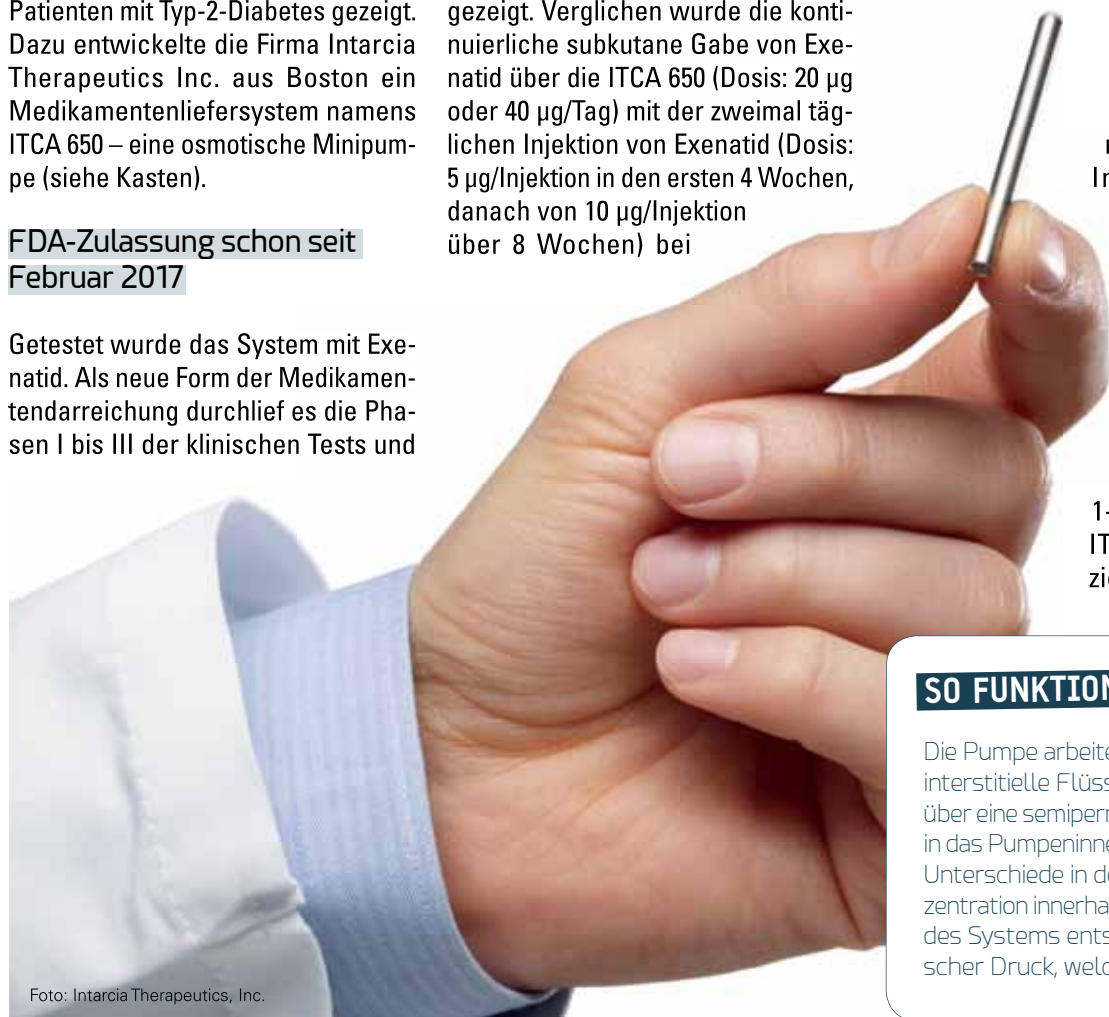 Patienten mit Typ-2-Diabetes gezeigt.
Dazu entwickelte die Firma Intarcia
Therapeutics Inc. aus Boston ein
Medikamentenliefersystem namens
ITCA 650 – eine osmotische Minipum-
pe (siehe Kasten).
FDA-Zulassung schon seit
Februar 2017
Getestet wurde das System mit Exe-
natid. Als neue Form der Medikamen-
tendarreichung durchlief es die Pha-
sen I bis III der klinischen Tests und
gezeigt. Verglichen wurde die konti-
nuierliche subkutane Gabe von Exe-
natid über die ITCA 650 (Dosis: 20 µg
oder 40 µg/Tag) mit der zweimal täg-
lichen Injektion von Exenatid (Dosis:
5 µg/Injektion in den ersten 4 Wochen,
danach von 10 µg/Injektion
über 8 Wochen) bei
In
1-
IT
zie
SO FUNKTION
Die Pumpe arbeite
interstitielle Flüss
über eine semiperm
in das Pumpeninne
Unterschiede in de
zentration innerha
des Systems ents
scher Druck, welc
Foto: Intarcia Therapeutics, Inc.